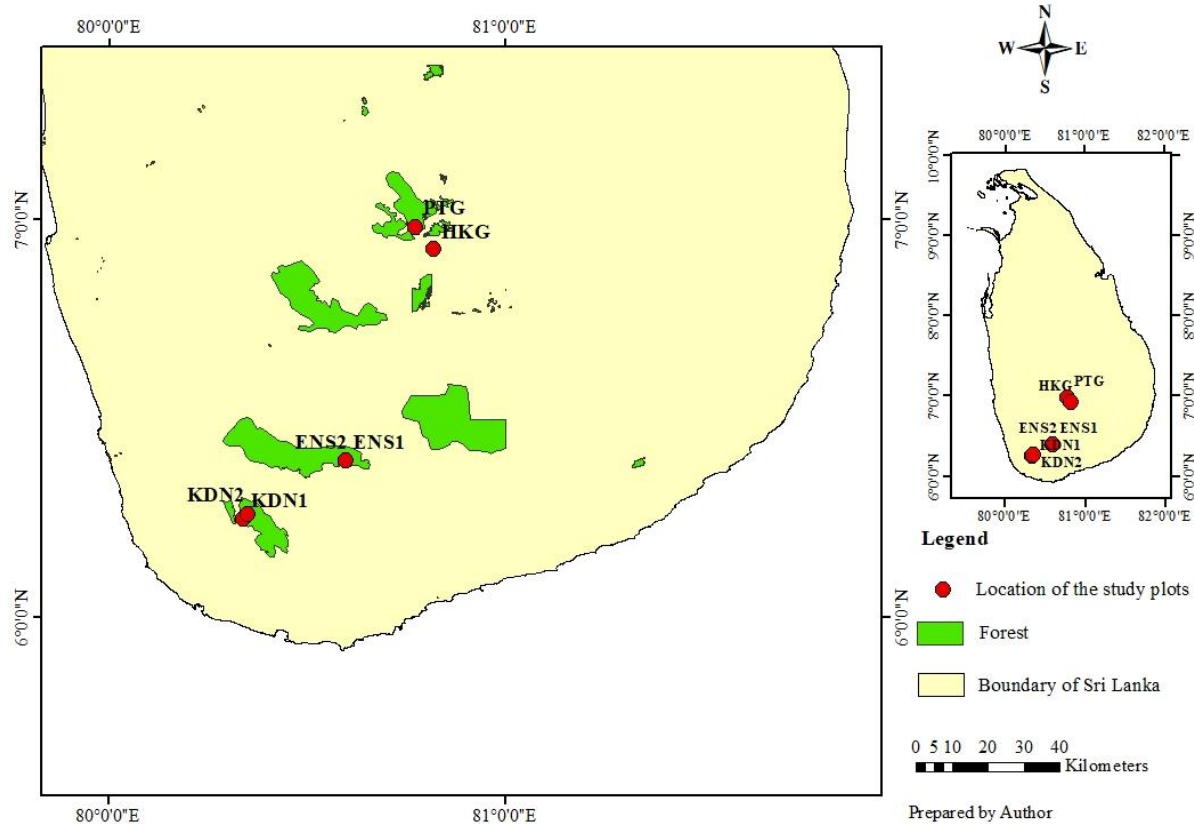 80°0'0"E 81°0'0"E
N
W E
S
7°0'0"N
7°0'0"N
6°0'0"N
6°0'0"N
PTG
HKG
ENS2 ENS1
KDN2 KDN1
80°0'0"E 81°0'0"E
80°0'0"E 81°0'0"E 82°0'0"E
10°0'0"N
9°0'0"N
9°0'0"N
8°0'0"N
8°0'0"N
7°0'0"N
7°0'0"N
6°0'0"N
6°0'0"N
HKG PTG
ENS2 ENS1
KDN1
KDN2
80°0'0"E 81°0'0"E 82°0'0"E
Legend
Location of the study plots
Forest
Boundary of Sri Lanka
0 5 10 20 30 40
Kilometers
Prepared by Author